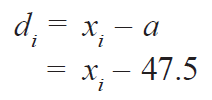 dᵢ = xᵢ – a
= xᵢ – 47.5